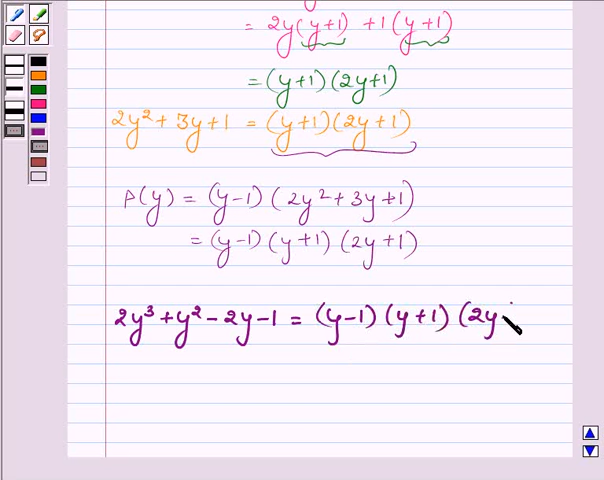 = 2y(y+1) + 1(y+1)
= (y+1)(2y+1)
2y² + 3y + 1 = (y+1)(2y+1)
p(y) = (y-1)(2y² + 3y + 1)
= (y-1)(y+1)(2y+1)
2y³ + y² - 2y - 1 = (y-1)(y+1)(2y